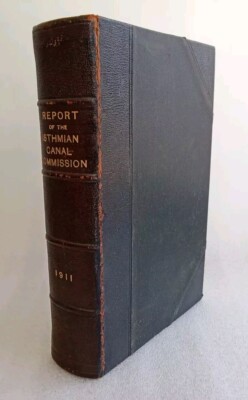 REPORT
OF THE
ISTHMIAN
CANAL
COMMISSION
1911